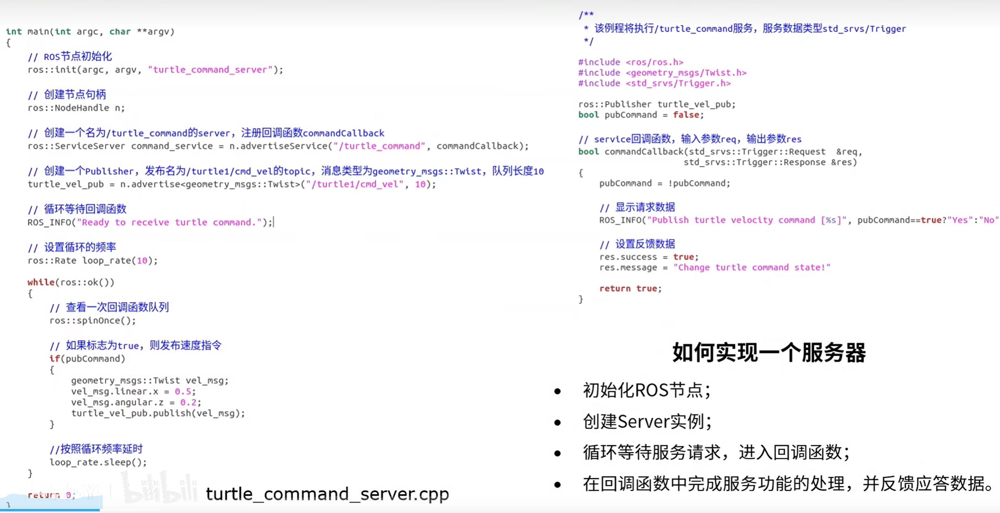 int main(int argc, char **argv)
{
// ROS节点初始化
ros::init(argc, argv, "turtle_command_server");
// 创建节点句柄
ros::NodeHandle n;
// 创建一个名为/turtle_command的server，注册回调函数commandCallback
ros::ServiceServer command_service = n.advertiseService("/turtle_command", commandCallback);
// 创建一个Publisher，发布名为/turtle1/cmd_vel的topic，消息类型为geometry_msgs::Twist，队列长度10
turtle_vel_pub = n.advertise<geometry_msgs::Twist>("/turtle1/cmd_vel", 10);
// 循环等待回调函数
ROS_INFO("Ready to receive turtle command.");
// 设置循环的频率
ros::Rate loop_rate(10);
while(ros::ok())
{
// 查看一次回调函数队列
ros::spinOnce();
// 如果标志为true，则发布速度指令
if(pubCommand)
{
geometry_msgs::Twist vel_msg;
vel_msg.linear.x = 0.5;
vel_msg.angular.z = 0.2;
turtle_vel_pub.publish(vel_msg);
}
//按照循环频率延时
loop_rate.sleep();
}
return 0;
}
bilibili
turtle_command_server.cpp
/**
* 该例程将执行/turtle_command服务，服务数据类型std_srvs/Trigger
*/
#include <ros/ros.h>
#include <geometry_msgs/Twist.h>
#include <std_srvs/Trigger.h>
ros::Publisher turtle_vel_pub;
bool pubCommand = false;
// service回调函数，输入参数req，输出参数res
bool commandCallback(std_srvs::Trigger::Request &req,
std_srvs::Trigger::Response &res)
{
pubCommand = !pubCommand;
// 显示请求数据
ROS_INFO("Publish turtle velocity command [%s]", pubCommand==true?"Yes":"No"
// 设置反馈数据
res.success = true;
res.message = "Change turtle command state!"
return true;
}
如何实现一个服务器
• 初始化ROS节点；
• 创建Server实例；
• 循环等待服务请求，进入回调函数；
• 在回调函数中完成服务功能的处理，并反馈应答数据。